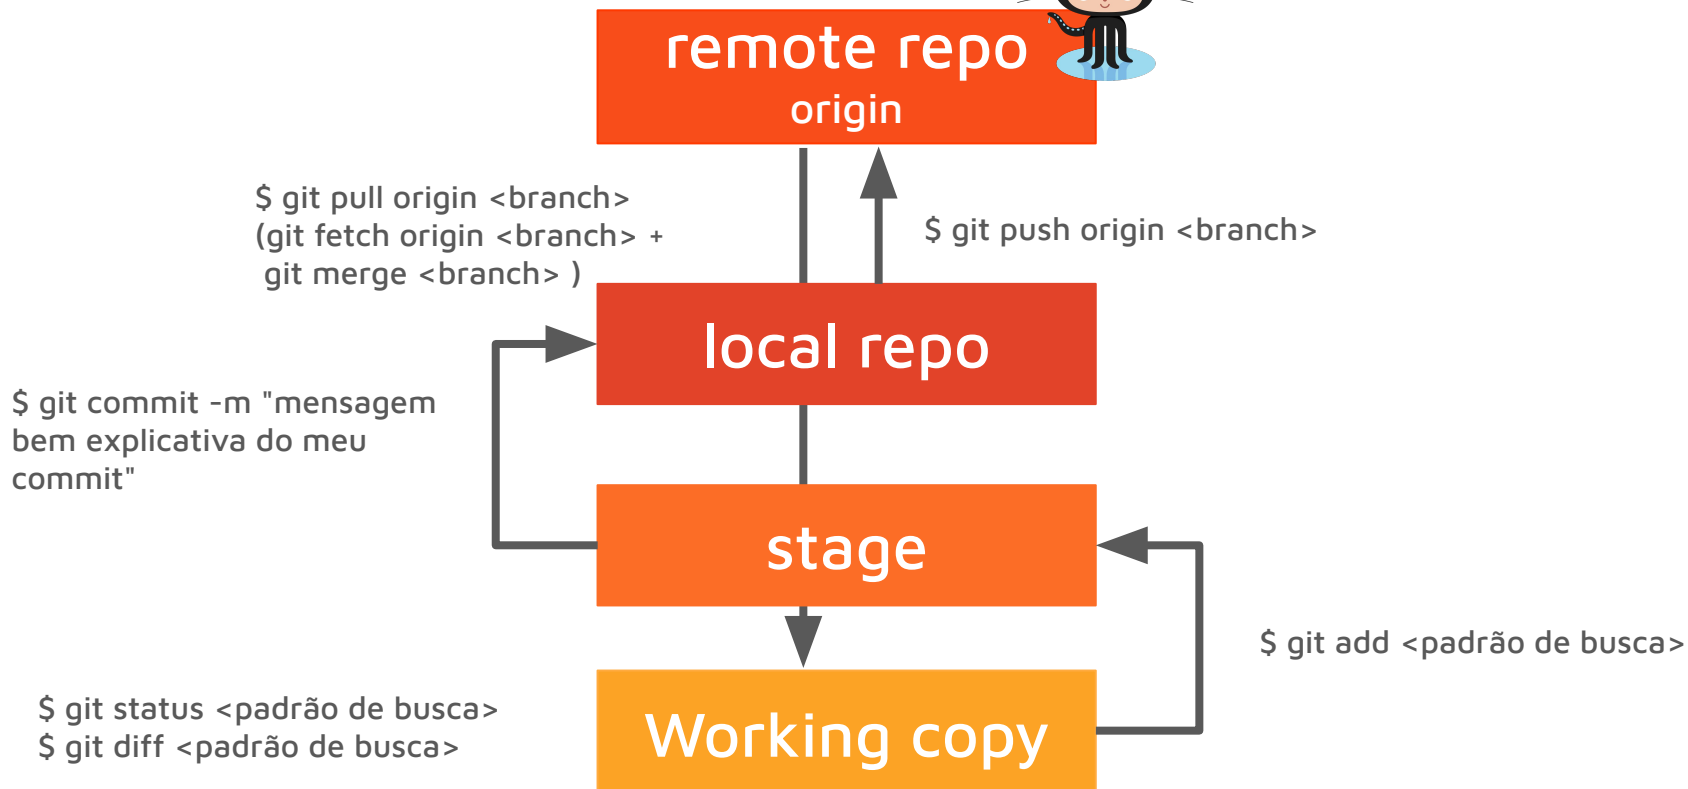 remote repo
origin
$ git pull origin <branch>
(git fetch origin <branch> +
git merge <branch> )
$ git push origin <branch>
local repo
$ git commit -m "mensagem
bem explicativa do meu
commit"
stage
$ git add <padrão de busca>
$ git status <padrão de busca>
$ git diff <padrão de busca>
Working copy